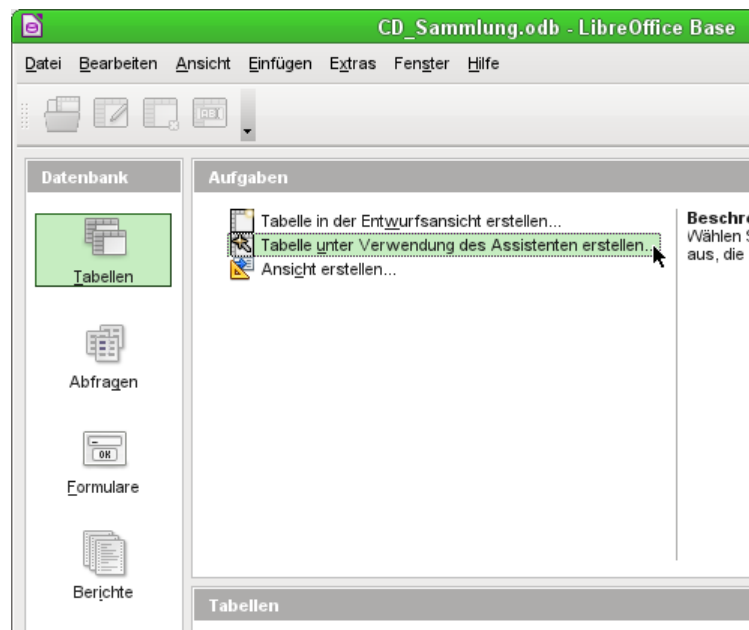 CD_Sammlung.odb - LibreOffice Base
Datei Bearbeiten Ansicht Einfügen Extras Fenster Hilfe
Datenbank
Aufgaben
Tabelle in der Entwurfsansicht erstellen...
Tabelle unter Verwendung des Assistenten erstellen...
Ansicht erstellen...
Beschre
Wählen S
aus, die
Tabellen
Abfragen
OK
Formulare
Berichte
Tabellen